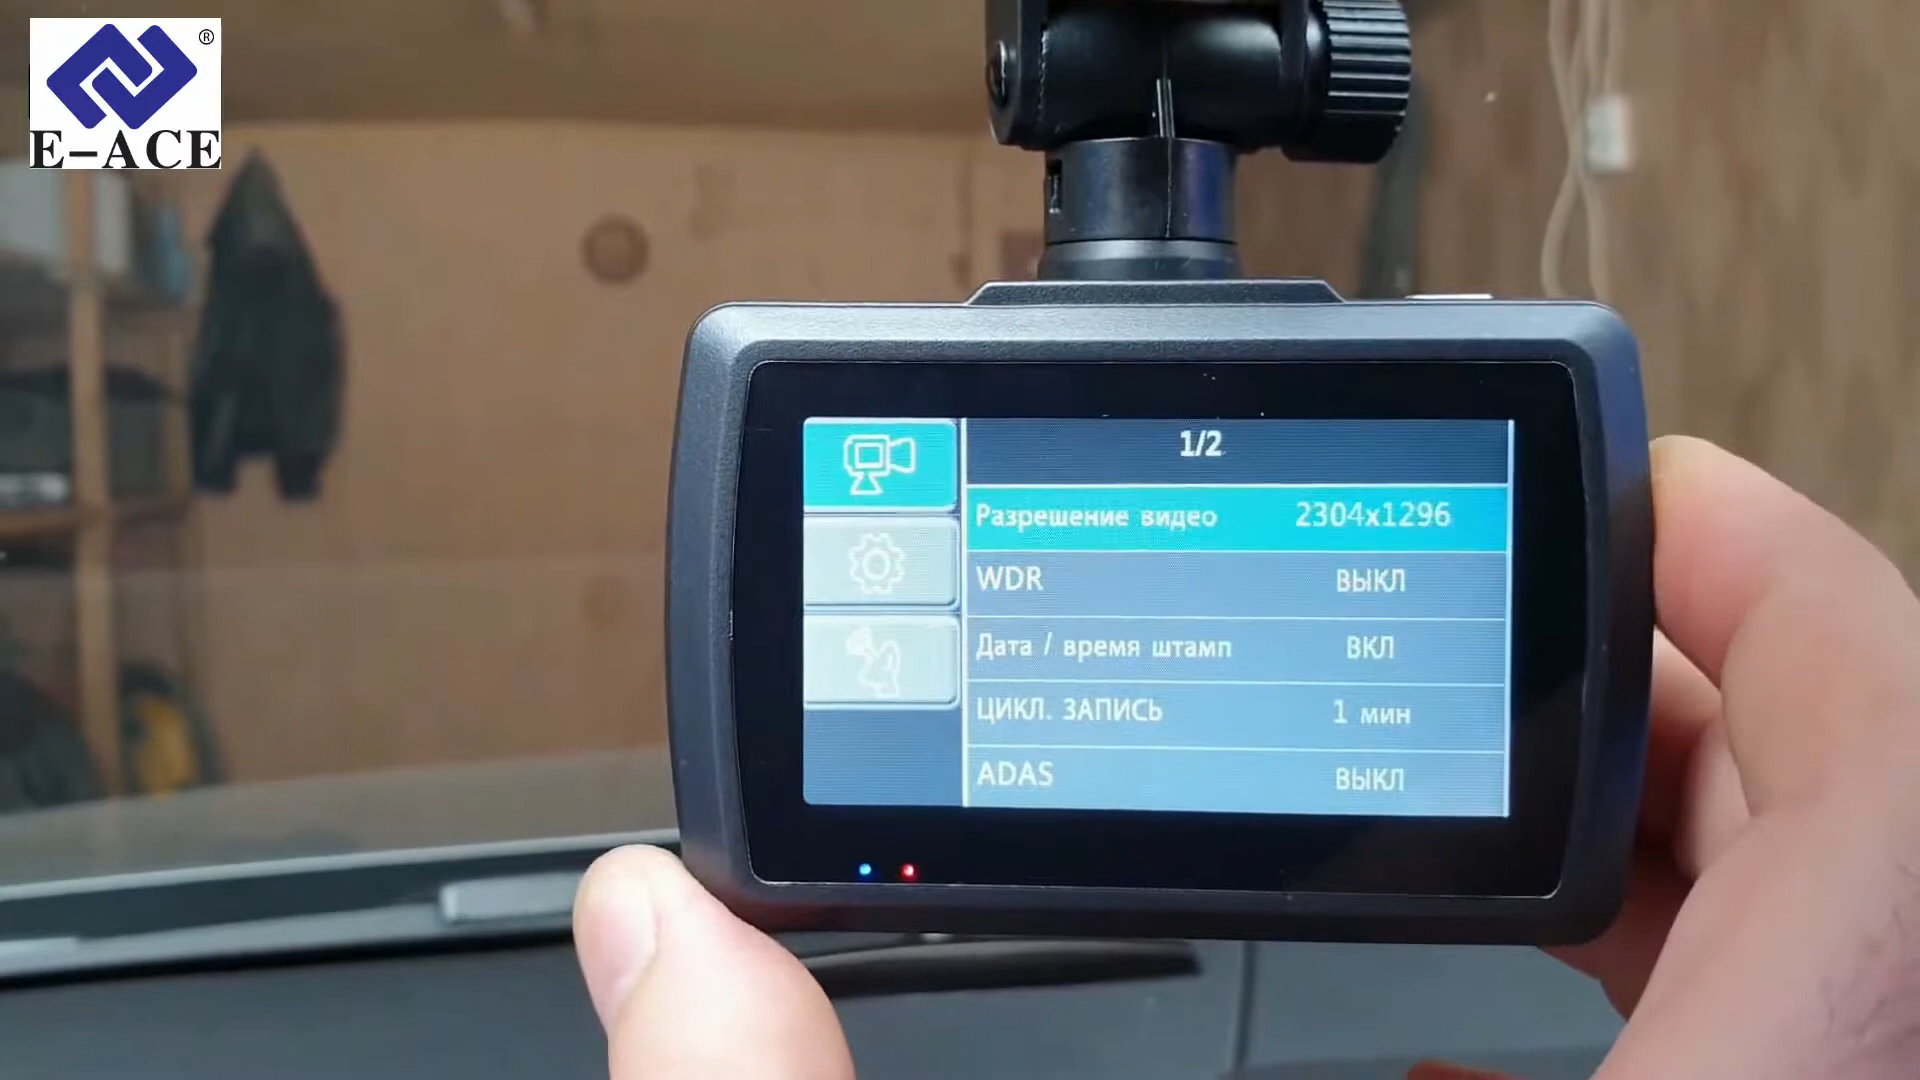 ®
E-ACE
1/2
Разрешение видео 2304x1296
WDR ВЫКЛ
Дата / время штамп ВКЛ
ЦИКЛ. ЗАПИСЬ 1 мин
ADAS ВЫКЛ